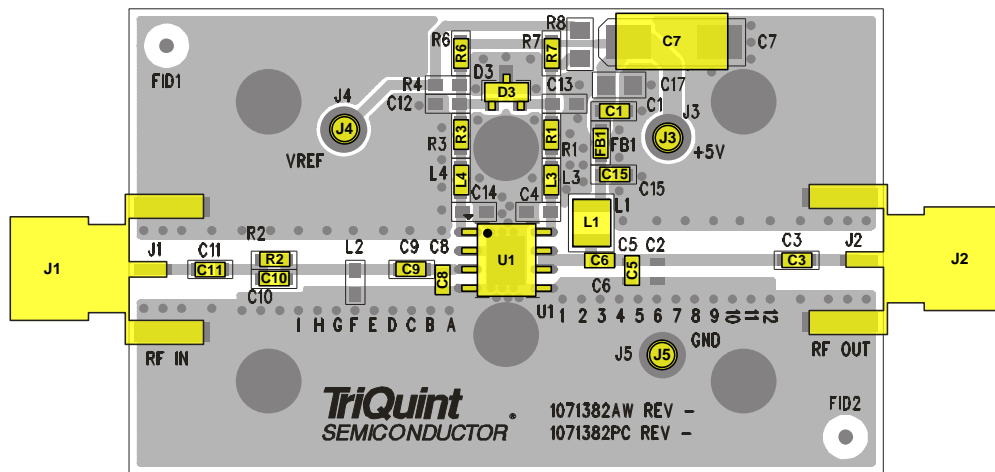 R8
R6 R6 R7 R7 C7 C7
FID1
D3
R4 D3 C13 C17
J4 C12 C1 C1 J3
J4 J3
VREF R3 R3 R1 R1 FB1 FB1 +5V
L4 L4 L3 L3 C15 C15
C14 C4 L1
L1
J1 J1 C11 R2 L2 C9 C8 U1 C5 C2 C3 J2 J2
C11 R2 C9 C6 C3
C10 C8 C5
C10 C6
U1
I H G F E D C B A 1 2 3 4 5 6 7 8 9 10 11 12
RF IN J5 J5 GND RF OUT
TriQuint
SEMICONDUCTOR ®
1071382AW REV -
1071382PC REV -
FID2